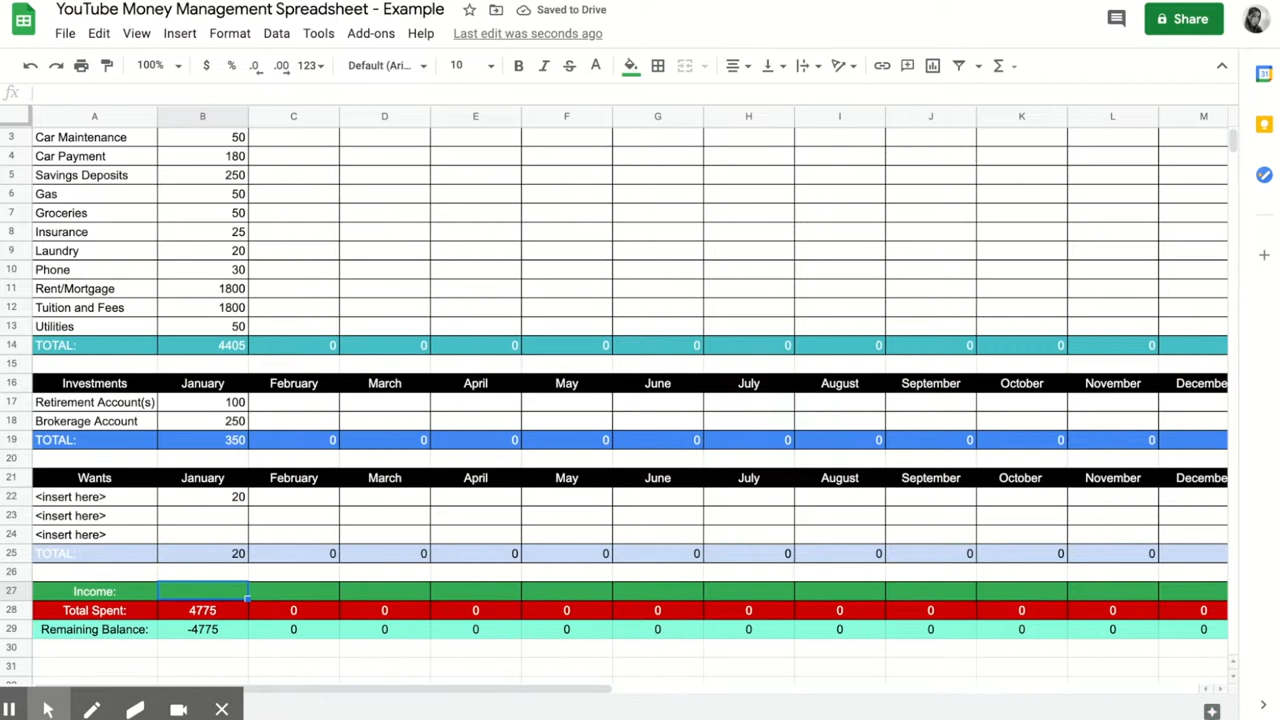 YouTube Money Management Spreadsheet - Example Saved to Drive
File Edit View Insert Format Data Tools Add-ons Help Last edit was seconds ago
Share
100% $ % .0 .00 123 Default (Ari... 10 B I S A Σ
fx
A B C D E F G H I J K L M
3 Car Maintenance 50
4 Car Payment 180
5 Savings Deposits 250
6 Gas 50
7 Groceries 50
8 Insurance 25
9 Laundry 20
10 Phone 30
11 Rent/Mortgage 1800
12 Tuition and Fees 1800
13 Utilities 50
14 TOTAL: 4405 0 0 0 0 0 0 0 0 0 0
15
16 Investments January February March April May June July August September October November Decembe
17 Retirement Account(s) 100
18 Brokerage Account 250
19 TOTAL: 350 0 0 0 0 0 0 0 0 0 0
20
21 Wants January February March April May June July August September October November Decembe
22 <insert here> 20
23 <insert here>
24 <insert here>
25 TOTAL: 20 0 0 0 0 0 0 0 0 0 0
26
27 Income:
28 Total Spent: 4775 0 0 0 0 0 0 0 0 0 0 0
29 Remaining Balance: -4775 0 0 0 0 0 0 0 0 0 0 0
30
31